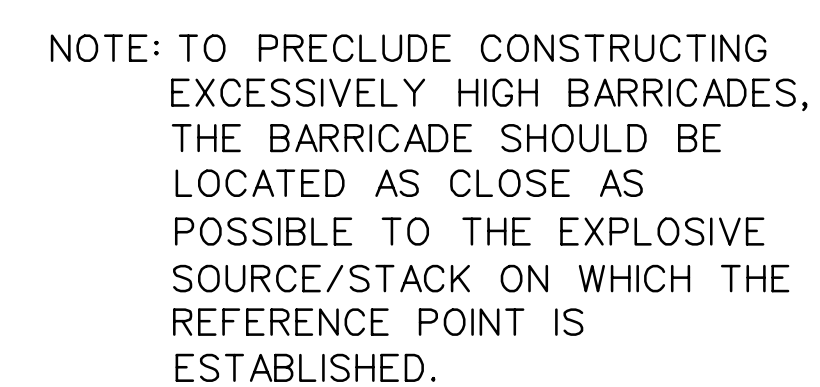 NOTE: TO PRECLUDE CONSTRUCTING
EXCESSIVELY HIGH BARRICADES,
THE BARRICADE SHOULD BE
LOCATED AS CLOSE AS
POSSIBLE TO THE EXPLOSIVE
SOURCE/STACK ON WHICH THE
REFERENCE POINT IS
ESTABLISHED.